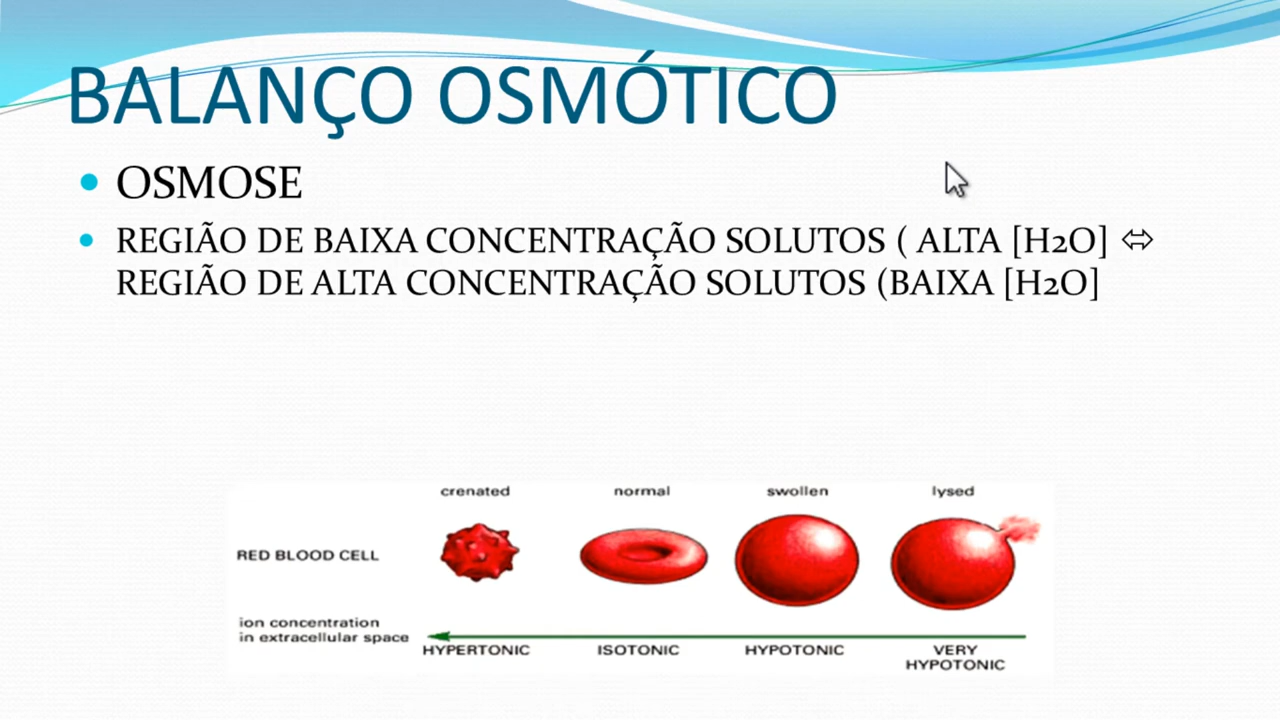 BALANÇO OSMÓTICO
OSMOSE
REGIÃO DE BAIXA CONCENTRAÇÃO SOLUTOS ( ALTA [H2O] ⇔
REGIÃO DE ALTA CONCENTRAÇÃO SOLUTOS (BAIXA [H2O]
crenated normal swollen lysed
RED BLOOD CELL
ion concentration
in extracellular space
HYPERTONIC ISOTONIC HYPOTONIC VERY
HYPOTONIC